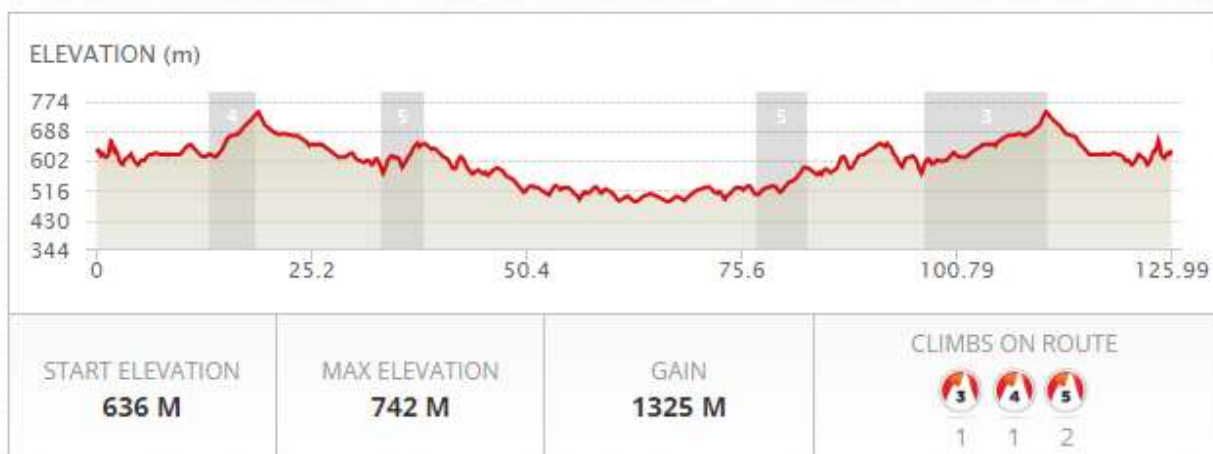 ELEVATION (m)
774
688
602
516
430
344
4
5
5
3
0 25.2 50.4 75.6 100.79 125.99
START ELEVATION
636 M
MAX ELEVATION
742 M
GAIN
1325 M
CLIMBS ON ROUTE
3 4 5
1 1 2